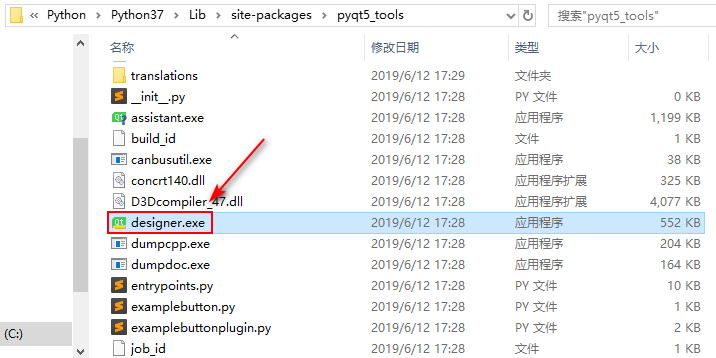 « Python › Python37 › Lib › site-packages › pyqt5_tools › 搜索"pyqt5_tools"
名称 修改日期 类型 大小
translations 2019/6/12 17:29 文件夹
__init__.py 2019/6/12 17:28 PY 文件 0 KB
assistant.exe 2019/6/12 17:28 应用程序 1,199 KB
build_id 2019/6/12 17:28 文件 1 KB
canbusutil.exe 2019/6/12 17:28 应用程序 38 KB
concrt140.dll 2019/6/12 17:28 应用程序扩展 325 KB
D3Dcompiler_47.dll 2019/6/12 17:28 应用程序扩展 4,077 KB
designer.exe 2019/6/12 17:28 应用程序 552 KB
dumpcpp.exe 2019/6/12 17:28 应用程序 204 KB
dumpdoc.exe 2019/6/12 17:28 应用程序 164 KB
entrypoints.py 2019/6/12 17:28 PY 文件 10 KB
examplebutton.py 2019/6/12 17:28 PY 文件 1 KB
(C:) examplebuttonplugin.py 2019/6/12 17:28 PY 文件 2 KB
job_id 2019/6/12 17:28 文件 1 KB